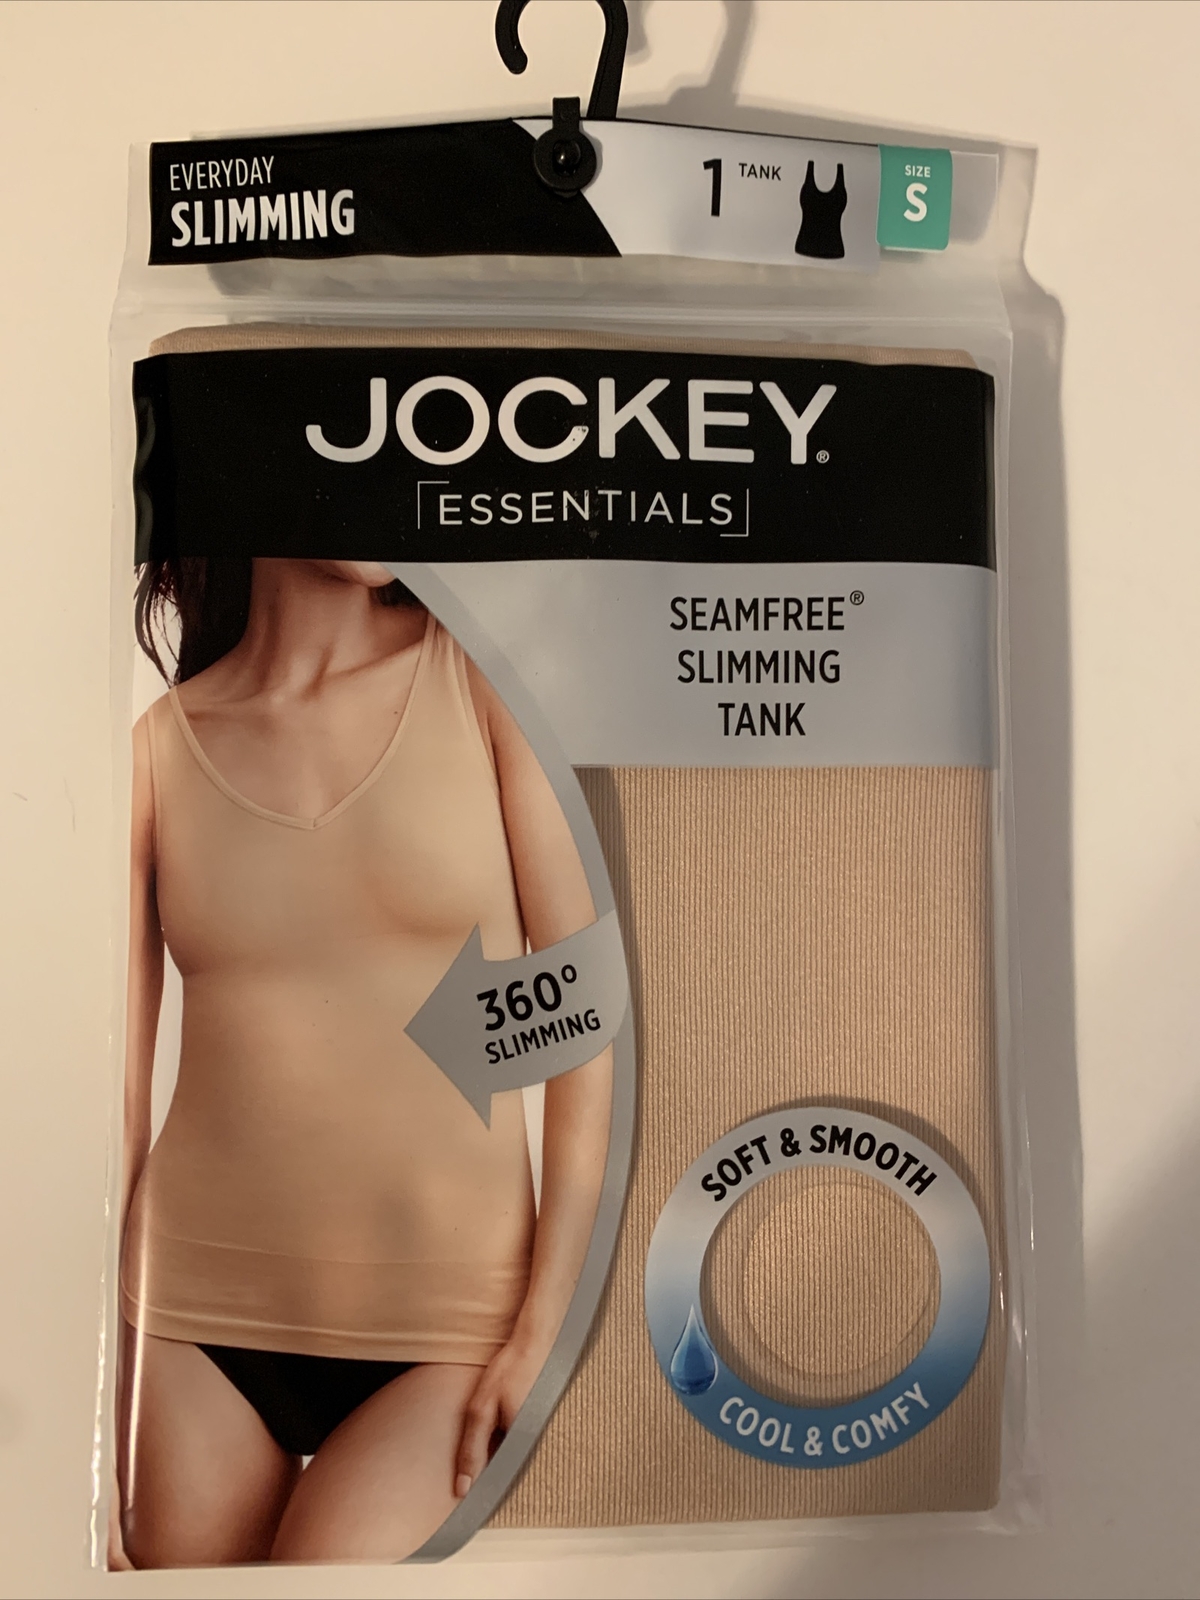 EVERYDAY
SLIMMING
1 TANK
SIZE
S
JOCKEY®
ESSENTIALS
SEAMFREE®
SLIMMING
TANK
360°
SLIMMING
SOFT & SMOOTH
COOL & COMFY